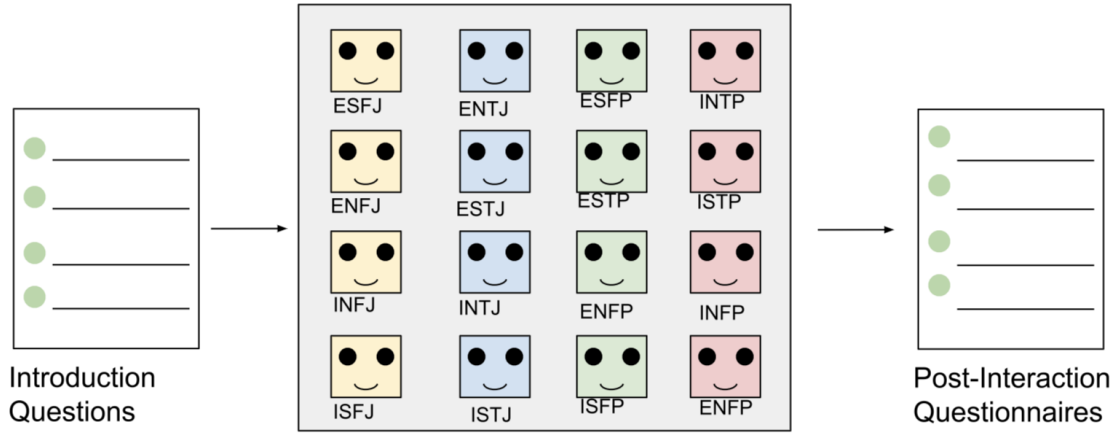 ESFJ ENTJ ESFP INTP
ENFJ ESTJ ESTP ISTP
INFJ INTJ ENFP INFP
ISFJ ISTJ ISFP ENFP
Introduction
Questions
Post-Interaction
Questionnaires